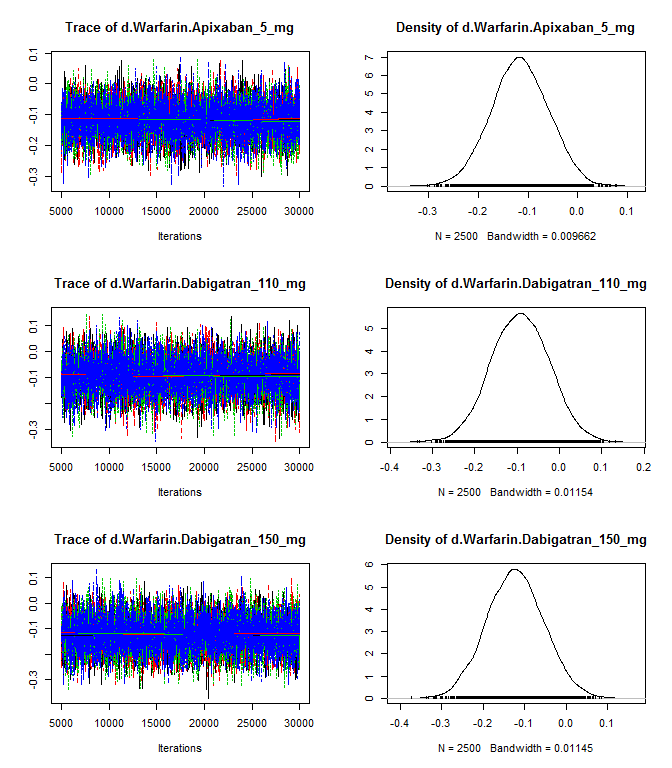 Trace of d.Warfarin.Apixaban_5_mg
0.1
0.0
-0.1
-0.2
-0.3
5000 10000 15000 20000 25000 30000
Iterations
Density of d.Warfarin.Apixaban_5_mg
7
6
5
4
3
2
1
0
-0.3 -0.2 -0.1 0.0 0.1
N = 2500 Bandwidth = 0.009662
Trace of d.Warfarin.Dabigatran_110_mg
0.1
0.0
-0.1
-0.3
5000 10000 15000 20000 25000 30000
Iterations
Density of d.Warfarin.Dabigatran_110_mg
5
4
3
2
1
0
-0.4 -0.3 -0.2 -0.1 0.0 0.1 0.2
N = 2500 Bandwidth = 0.01154
Trace of d.Warfarin.Dabigatran_150_mg
0.1
0.0
-0.1
-0.3
5000 10000 15000 20000 25000 30000
Iterations
Density of d.Warfarin.Dabigatran_150_mg
6
5
4
3
2
1
0
-0.4 -0.3 -0.2 -0.1 0.0 0.1
N = 2500 Bandwidth = 0.01145